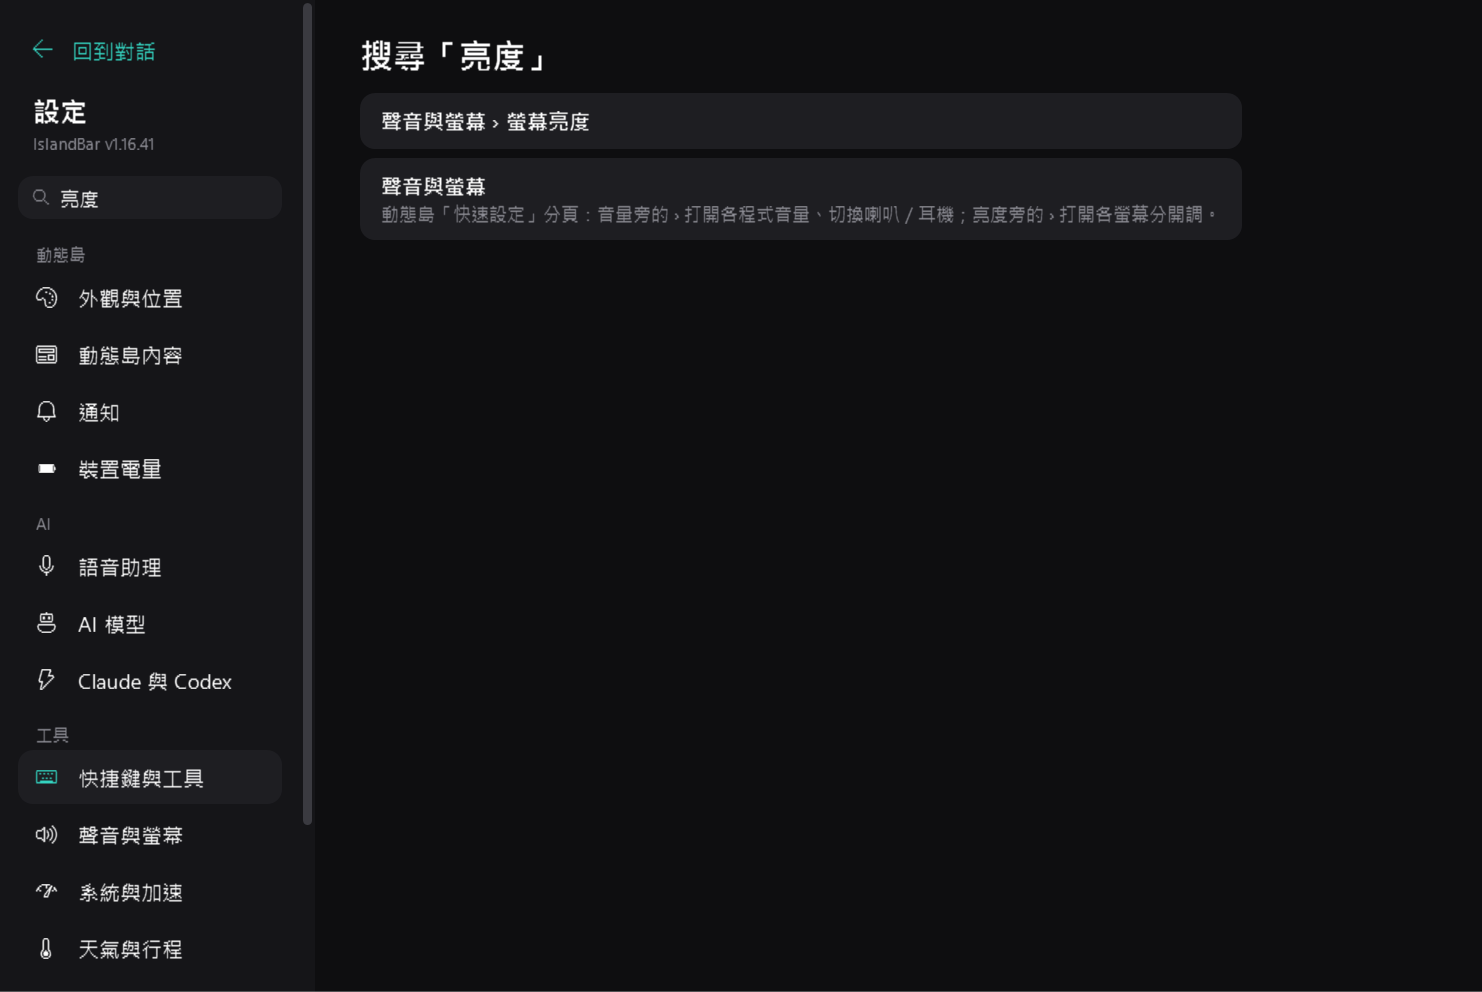 回到對話
設定
IslandBar v1.16.41
亮度
動態島
外觀與位置
動態島內容
通知
裝置電量
AI
語音助理
AI 模型
Claude 與 Codex
工具
快捷鍵與工具
聲音與螢幕
系統與加速
天氣與行程
搜尋「亮度」
聲音與螢幕 › 螢幕亮度
聲音與螢幕
動態島「快速設定」分頁：音量旁的 › 打開各程式音量、切換喇叭 / 耳機；亮度旁的 › 打開各螢幕分開調。